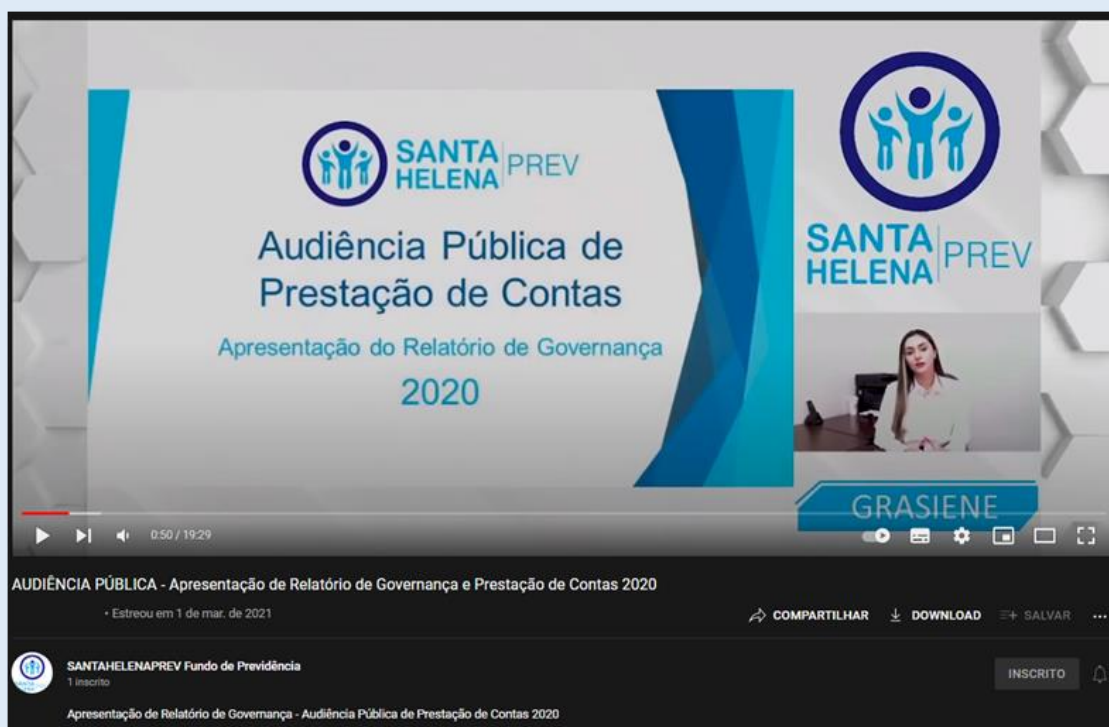 SANTA
HELENA PREV
Audiência Pública de
Prestação de Contas
Apresentação do Relatório de Governança
2020
SANTA
HELENA PREV
GRASIENE
0:50 / 19:29
AUDIÊNCIA PÚBLICA - Apresentação de Relatório de Governança e Prestação de Contas 2020
• Estreou em 1 de mar. de 2021
COMPARTILHAR DOWNLOAD SALVAR ...
SANTAHELENAPREV Fundo de Previdência
1 inscrito
INSCRITO
Apresentação de Relatório de Governança - Audiência Pública de Prestação de Contas 2020